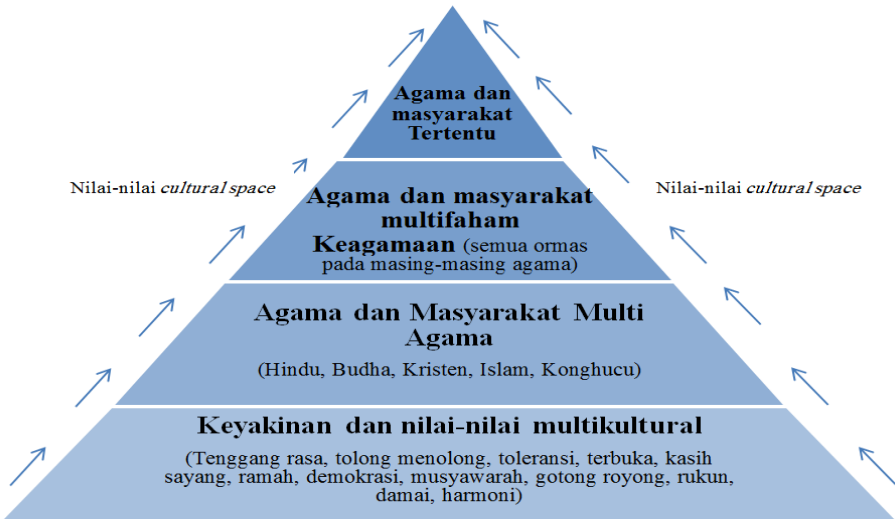 Agama dan
masyarakat
Tertentu
Nilai-nilai cultural space
Nilai-nilai cultural space
Agama dan masyarakat
multifaham
Keagamaan (semua ormas
pada masing-masing agama)
Agama dan Masyarakat Multi
Agama
(Hindu, Budha, Kristen, Islam, Konghucu)
Keyakinan dan nilai-nilai multikultural
(Tenggang rasa, tolong menolong, toleransi, terbuka, kasih
sayang, ramah, demokrasi, musyawarah, gotong royong, rukun,
damai, harmoni)